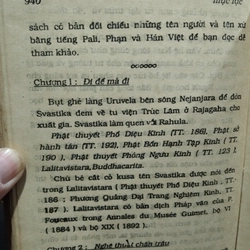 940 mục lục
sách có bản đối chiếu những tên người và tên xứ
bằng tiếng Pali, Phạn và Hán Việt để bạn đọc dễ
tham khảo.
Chương 1 : Đi để mà đi
Bụt ghé làng Uruvela bên sông Nejanjara để đón
Svastika đem về tu viện Trúc Lâm ở Rajagaha cho
xuất gia. Svastika làm quen với Rahula.
Phật thuyết Phổ Diệu Kinh (TT. 186), Phật sở
hành tán (TT. 192), Phật Bổn Hạnh Tập Kinh ( TT.
190 ), Phật thuyết Phóng Ngưu Kinh ( TT. 123 ),
Lalitavistara, Buddhacarita.
Chú bé cắt cỏ kusa tên Svastika được nói đến
trong Lalitavistara ( Phật thuyết Phổ Diệu Kinh . TT.
186 ; Phương Quảng Đại Trang Nghiêm Kinh, TT.
187 ). Lalitavistara có bản dịch Pháp văn của P.
Foucaux trong Annales du Musée Guimet, bộ VI
( 1884 ) và bộ XIX ( 1892 ).
Chương 2 : Nghệ thuật chăn trâu